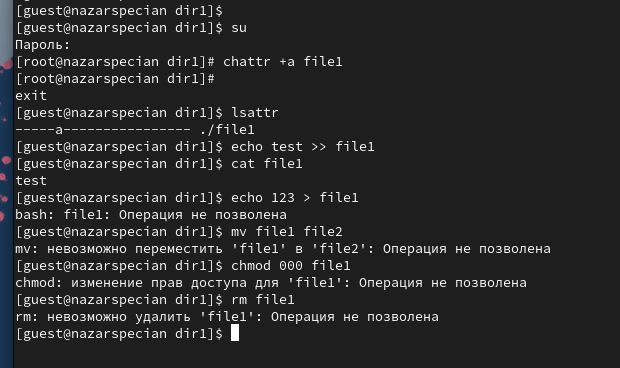 [guest@nazarspecian dir1]$
[guest@nazarspecian dir1]$ su
Пароль:
[root@nazarspecian dir1]# chattr +a file1
[root@nazarspecian dir1]#
exit
[guest@nazarspecian dir1]$ lsattr
-----a---------------- ./file1
[guest@nazarspecian dir1]$ echo test >> file1
[guest@nazarspecian dir1]$ cat file1
test
[guest@nazarspecian dir1]$ echo 123 > file1
bash: file1: Операция не позволена
[guest@nazarspecian dir1]$ mv file1 file2
mv: невозможно переместить 'file1' в 'file2': Операция не позволена
[guest@nazarspecian dir1]$ chmod 000 file1
chmod: изменение прав доступа для 'file1': Операция не позволена
[guest@nazarspecian dir1]$ rm file1
rm: невозможно удалить 'file1': Операция не позволена
[guest@nazarspecian dir1]$